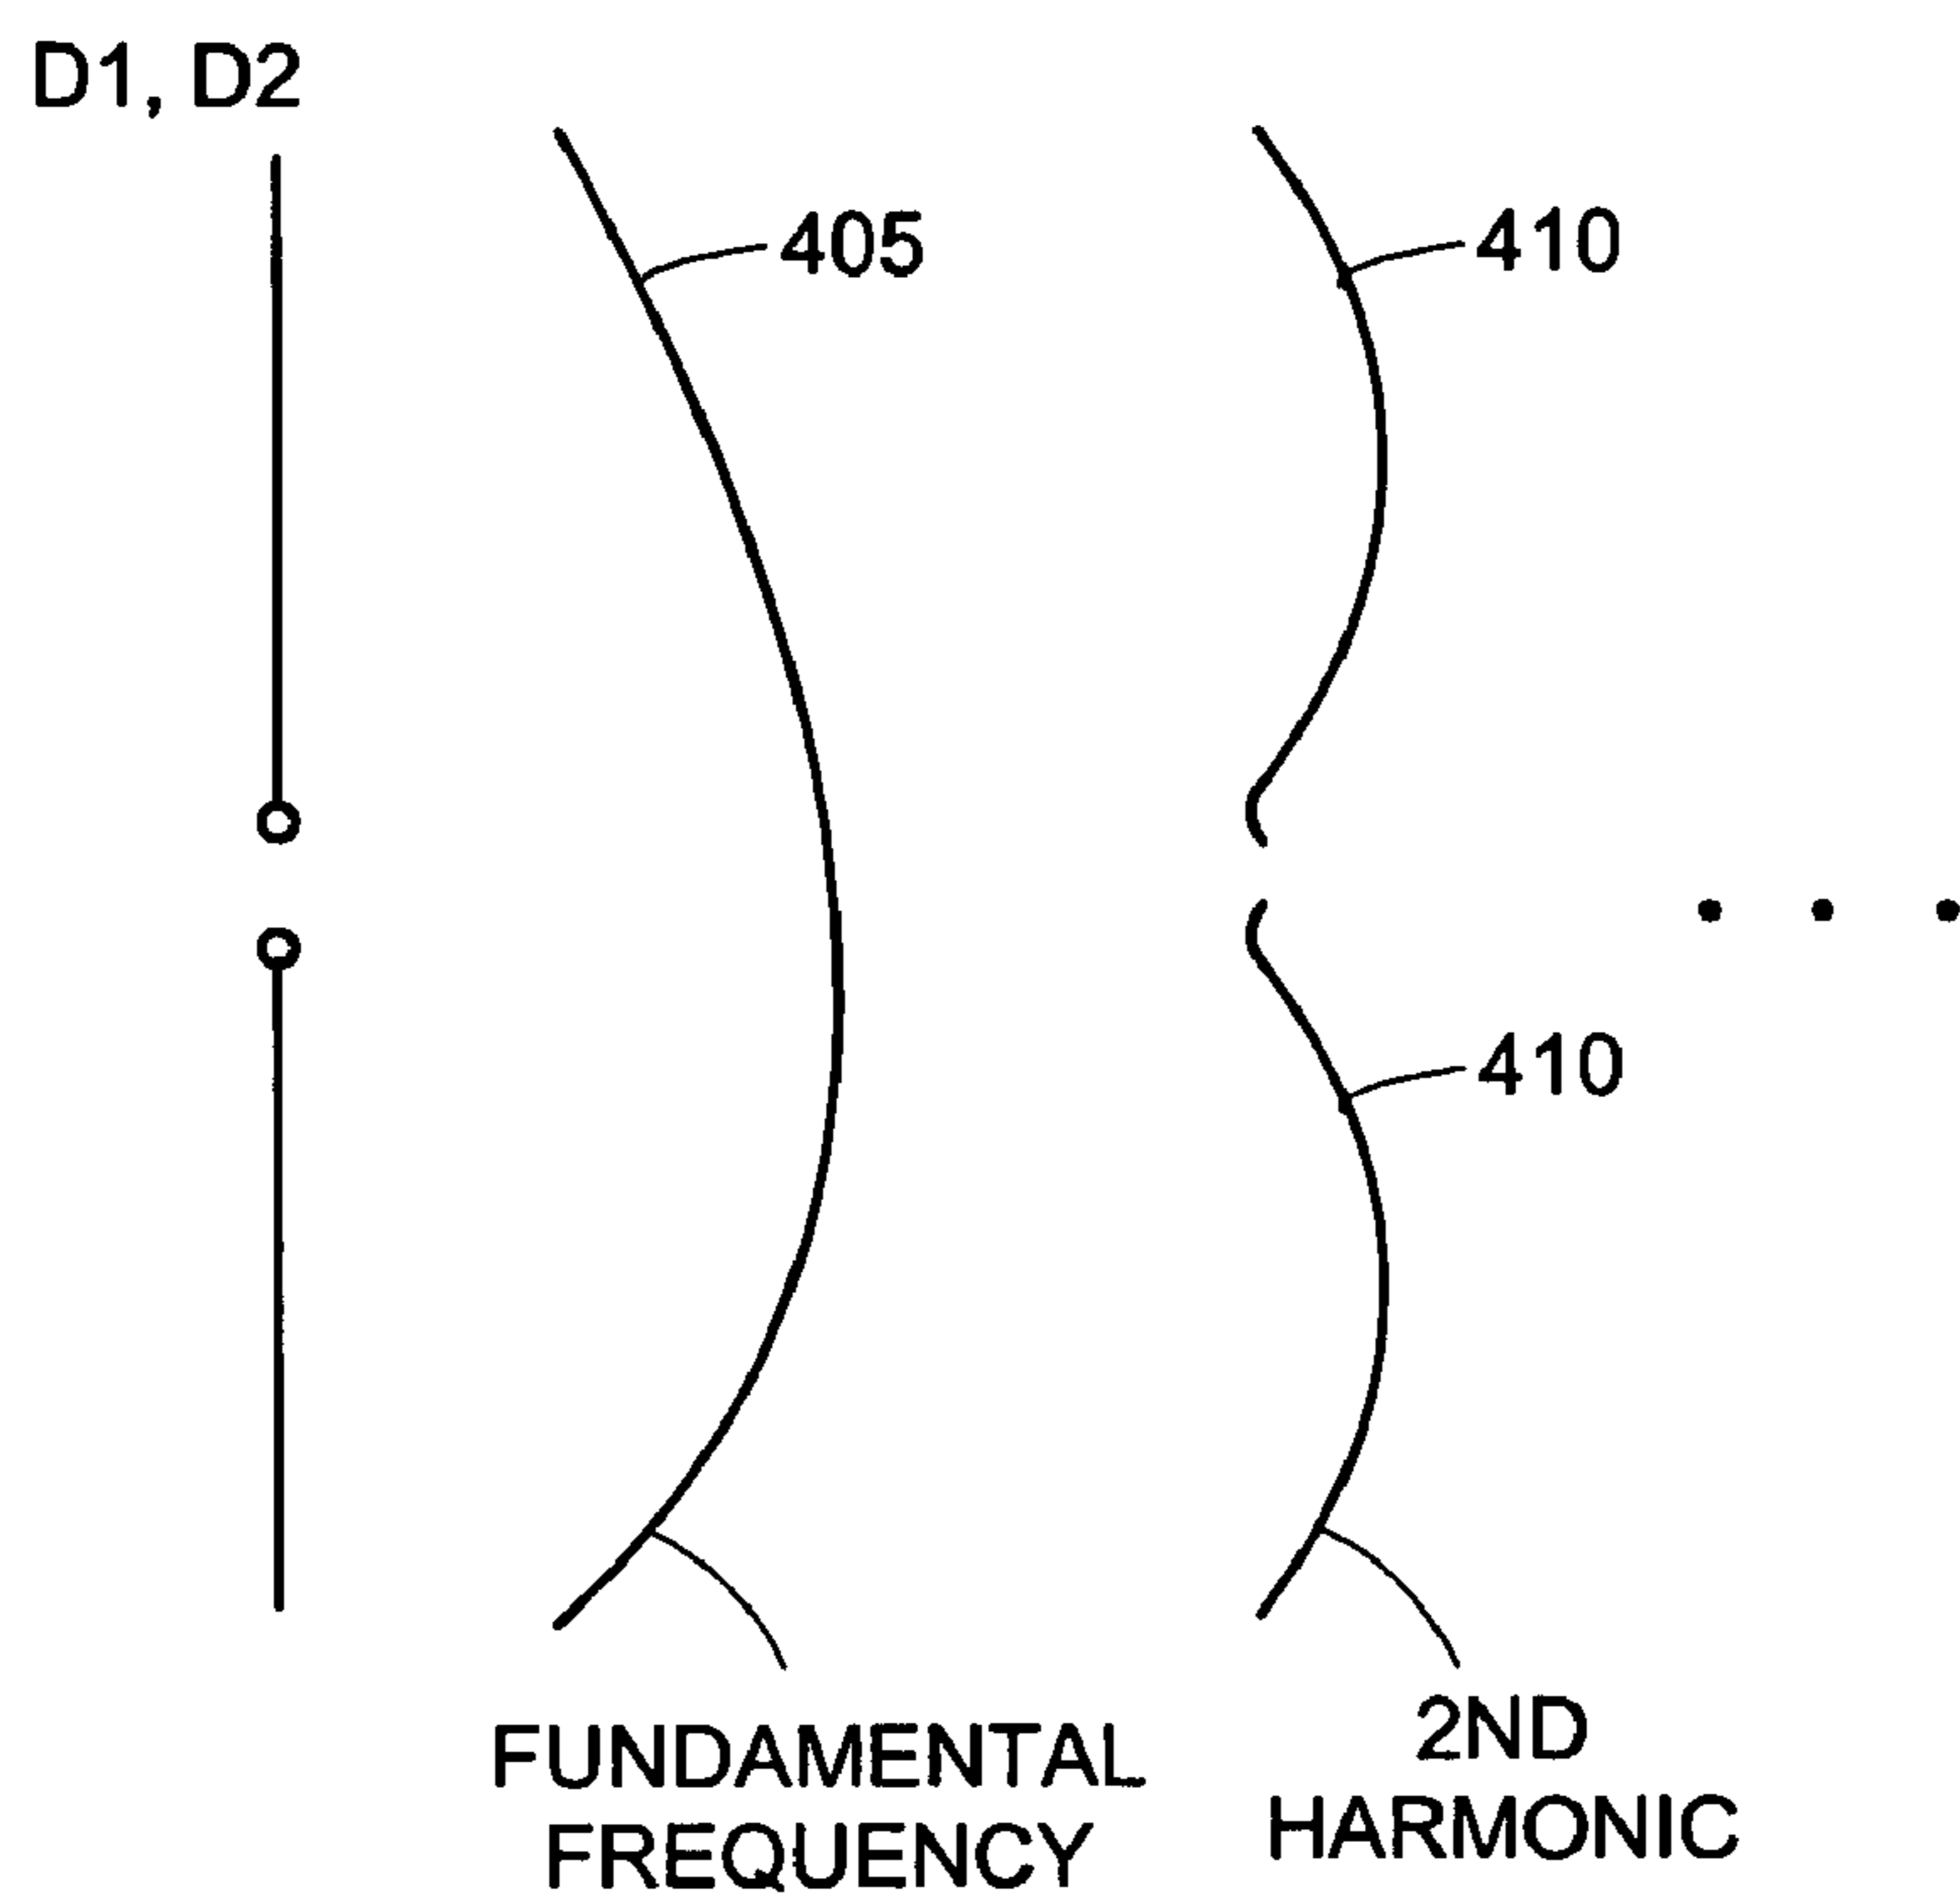 D1, D2
405
410
410
FUNDAMENTAL
FREQUENCY
2ND
HARMONIC